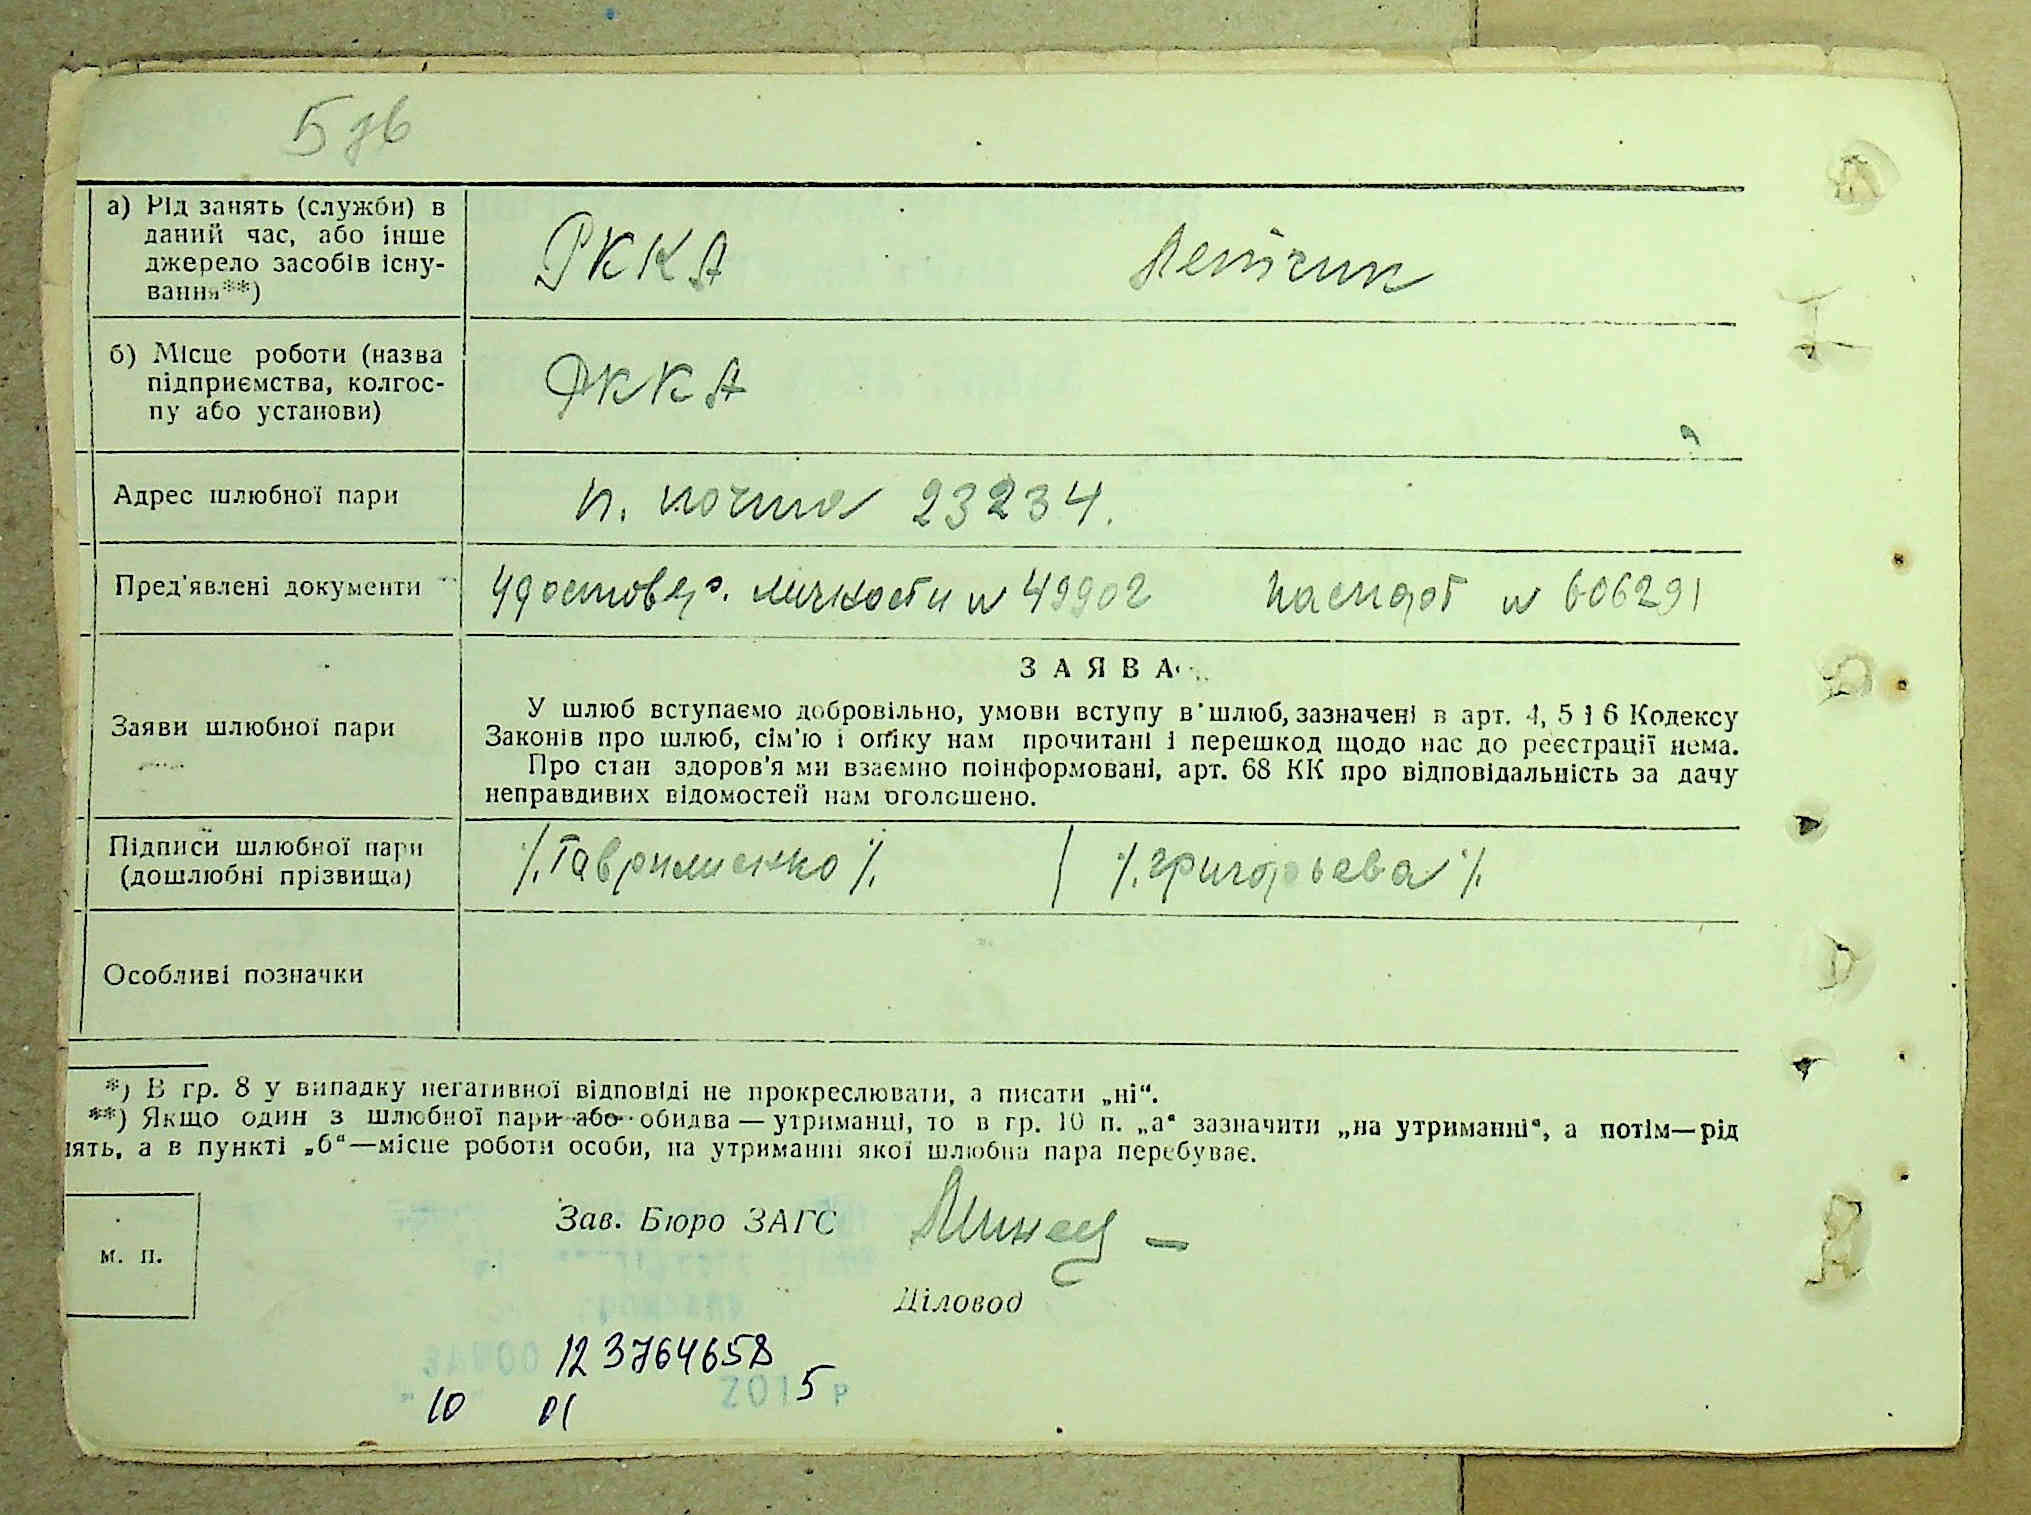 5 дв
а) Рід занять (служби) в
даний час, або інше
джерело засобів існу-
вання**)
РККА
б) Місце роботи (назва
підприємства, колгос-
пу або установи)
РККА
Адрес шлюбної пари
п. почта 23234.
Пред'явлені документи
личности № 49902 паспорт № 606291
Заяви шлюбної пари
ЗАЯВА
У шлюб вступаємо добровільно, умови вступу в шлюб, зазначені в арт. 4, 5 і 6 Кодексу
Законів про шлюб, сім'ю і опіку нам прочитані і перешкод щодо нас до реєстрації нема.
Про стан здоров'я ми взаємно поінформовані, арт. 68 КК про відповідальність за дачу
неправдивих відомостей нам оголошено.
Підписи шлюбної пари
(дошлюбні прізвища)
/. Гавриленко /. /. Григорьева /.
Особливі позначки
*) В гр. 8 у випадку негативної відповіді не прокреслювати, а писати „ні“.
**) Якщо один з шлюбної пари або обидва — утриманці, то в гр. 10 п. „а“ зазначити „на утриманні“, а потім—рід
нять, а в пункті „б“—місце роботи особи, на утриманні якої шлюбна пара перебуває.
м. п.
Зав. Бюро ЗАГС
Діловод
12 3764658
10 01 2015 р